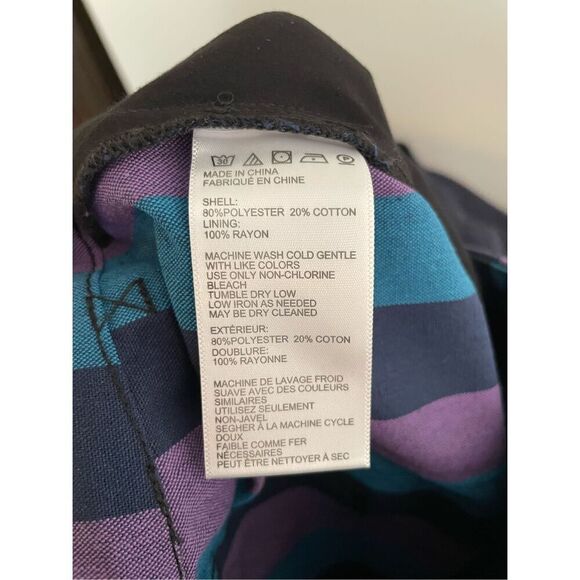 30
P
MADE IN CHINA
FABRIQUÉ EN CHINE
SHELL:
80%POLYESTER 20% COTTON
LINING:
100% RAYON
MACHINE WASH COLD GENTLE
WITH LIKE COLORS
USE ONLY NON-CHLORINE
BLEACH
TUMBLE DRY LOW
LOW IRON AS NEEDED
MAY BE DRY CLEANED
EXTÉRIEUR:
80%POLYESTER 20% COTON
DOUBLURE:
100% RAYONNE
MACHINE DE LAVAGE FROID
SUAVE AVEC DES COULEURS
SIMILAIRES
UTILISEZ SEULEMENT
NON-JAVEL
SEGHER À LA MACHINE CYCLE
DOUX
FAIBLE COMME FER
NÉCESSAIRES
PEUT ÊTRE NETTOYER À SEC